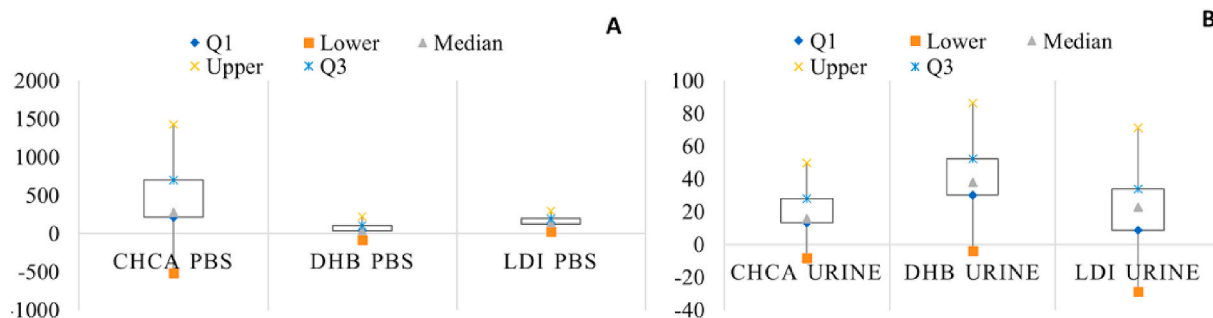 A
Q1 Lower Median
Upper Q3
2000
1500
1000
500
0
-500
-1000
CHCA PBS DHB PBS LDI PBS
B
Q1 Lower Median
Upper Q3
100
80
60
40
20
0
-20
-40
CHCA URINE DHB URINE LDI URINE